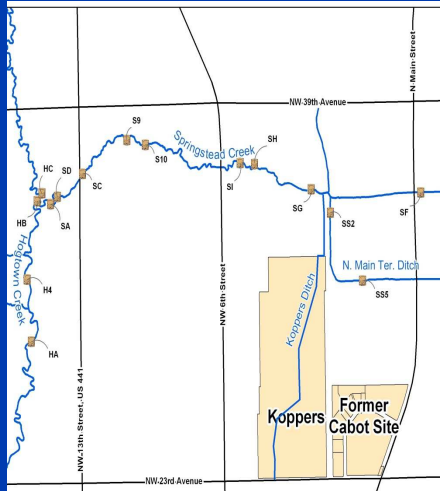 N Main Street
NW 39th Avenue
S9
Springstead Creek
S10
SH
HC
SD
SC
SI
SG
SF
HB
SA
SS2
Hogtown Creek
N. Main Ter. Ditch
H4
SS5
Koppers Ditch
NW 6th Street
HA
NW 13th Street, US 441
Koppers
Former
Cabot Site
NW 23rd Avenue